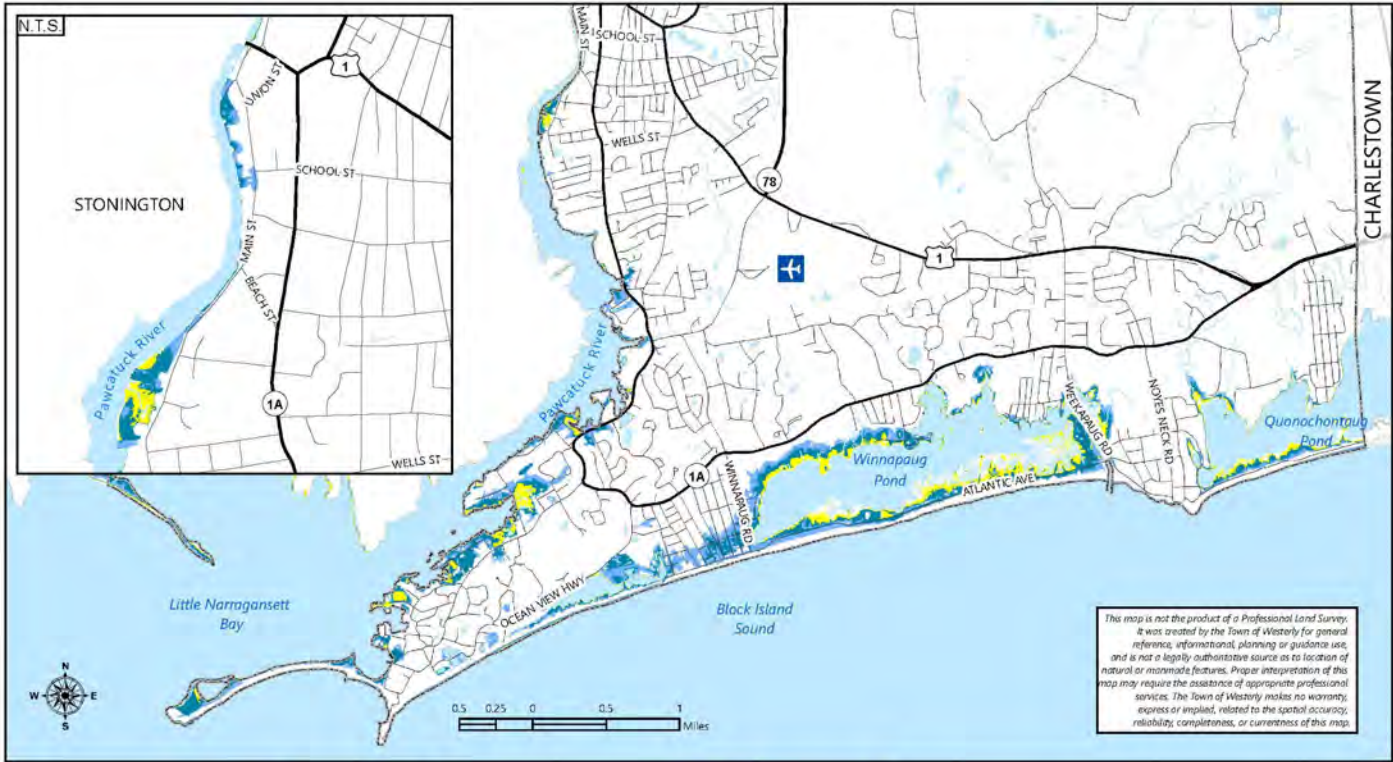 N.T.S.
1
UNION ST
SCHOOL ST
STONINGTON
MAIN ST
BEACH ST
Pawcatuck River
1A
WELLS ST
MAIN ST
SCHOOL ST
WELLS ST
78
CHARLESTOWN
1
Pawcatuck River
WEEKAPAUG RD
NOYES NECK RD
Quonochontaug
Pond
Winnapaug
Pond
1A
WINNAPAUG RD
ATLANTIC AVE
OCEAN VIEW HWY
Little Narragansett
Bay
Block Island
Sound
N
W
E
S
0.5 0.25 0 0.5 1
Miles
This map is not the product of a Professional Land Survey.
It was created by the Town of Westerly for general
reference, informational, planning or guidance use,
and is not a legally authoritative source as to location of
natural or manmade features. Proper interpretation of this
map may require the assistance of appropriate professional
services. The Town of Westerly makes no warranty,
express or implied, related to the spatial accuracy,
reliability, completeness, or currentness of this map.